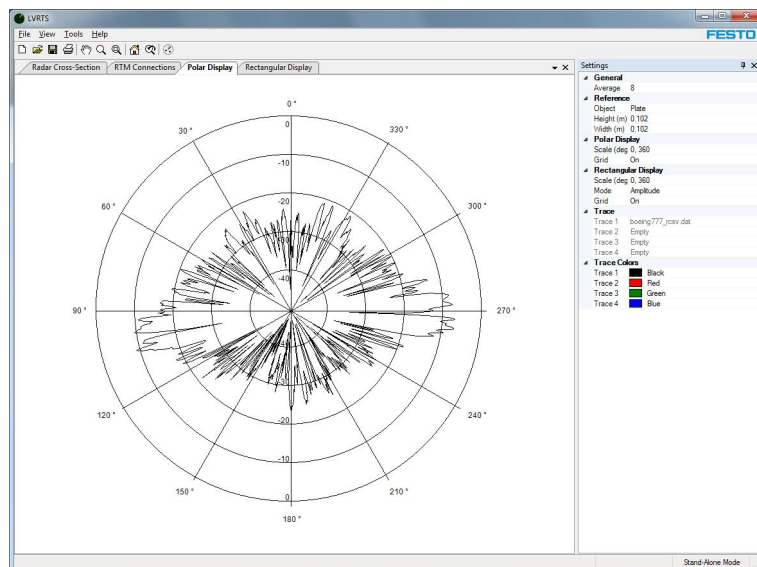 LVRTS
File View Tools Help
FESTO
Radar Cross-Section RTM Connections Polar Display Rectangular Display
0 °
30 °
330 °
60 °
300 °
90 °
270 °
120 °
240 °
150 °
210 °
180 °
0
-10
-20
-30
-40
-40
-30
-20
-10
0
Settings
General
Average 8
Reference
Object Plate
Height (m) 0.102
Width (m) 0.102
Polar Display
Scale (deg 0, 360
Grid On
Rectangular Display
Scale (deg 0, 360
Mode Amplitude
Grid On
Trace
Trace 1 boeing777_rcsv.dat
Trace 2 Empty
Trace 3 Empty
Trace 4 Empty
Trace Colors
Trace 1 Black
Trace 2 Red
Trace 3 Green
Trace 4 Blue
Stand-Alone Mode